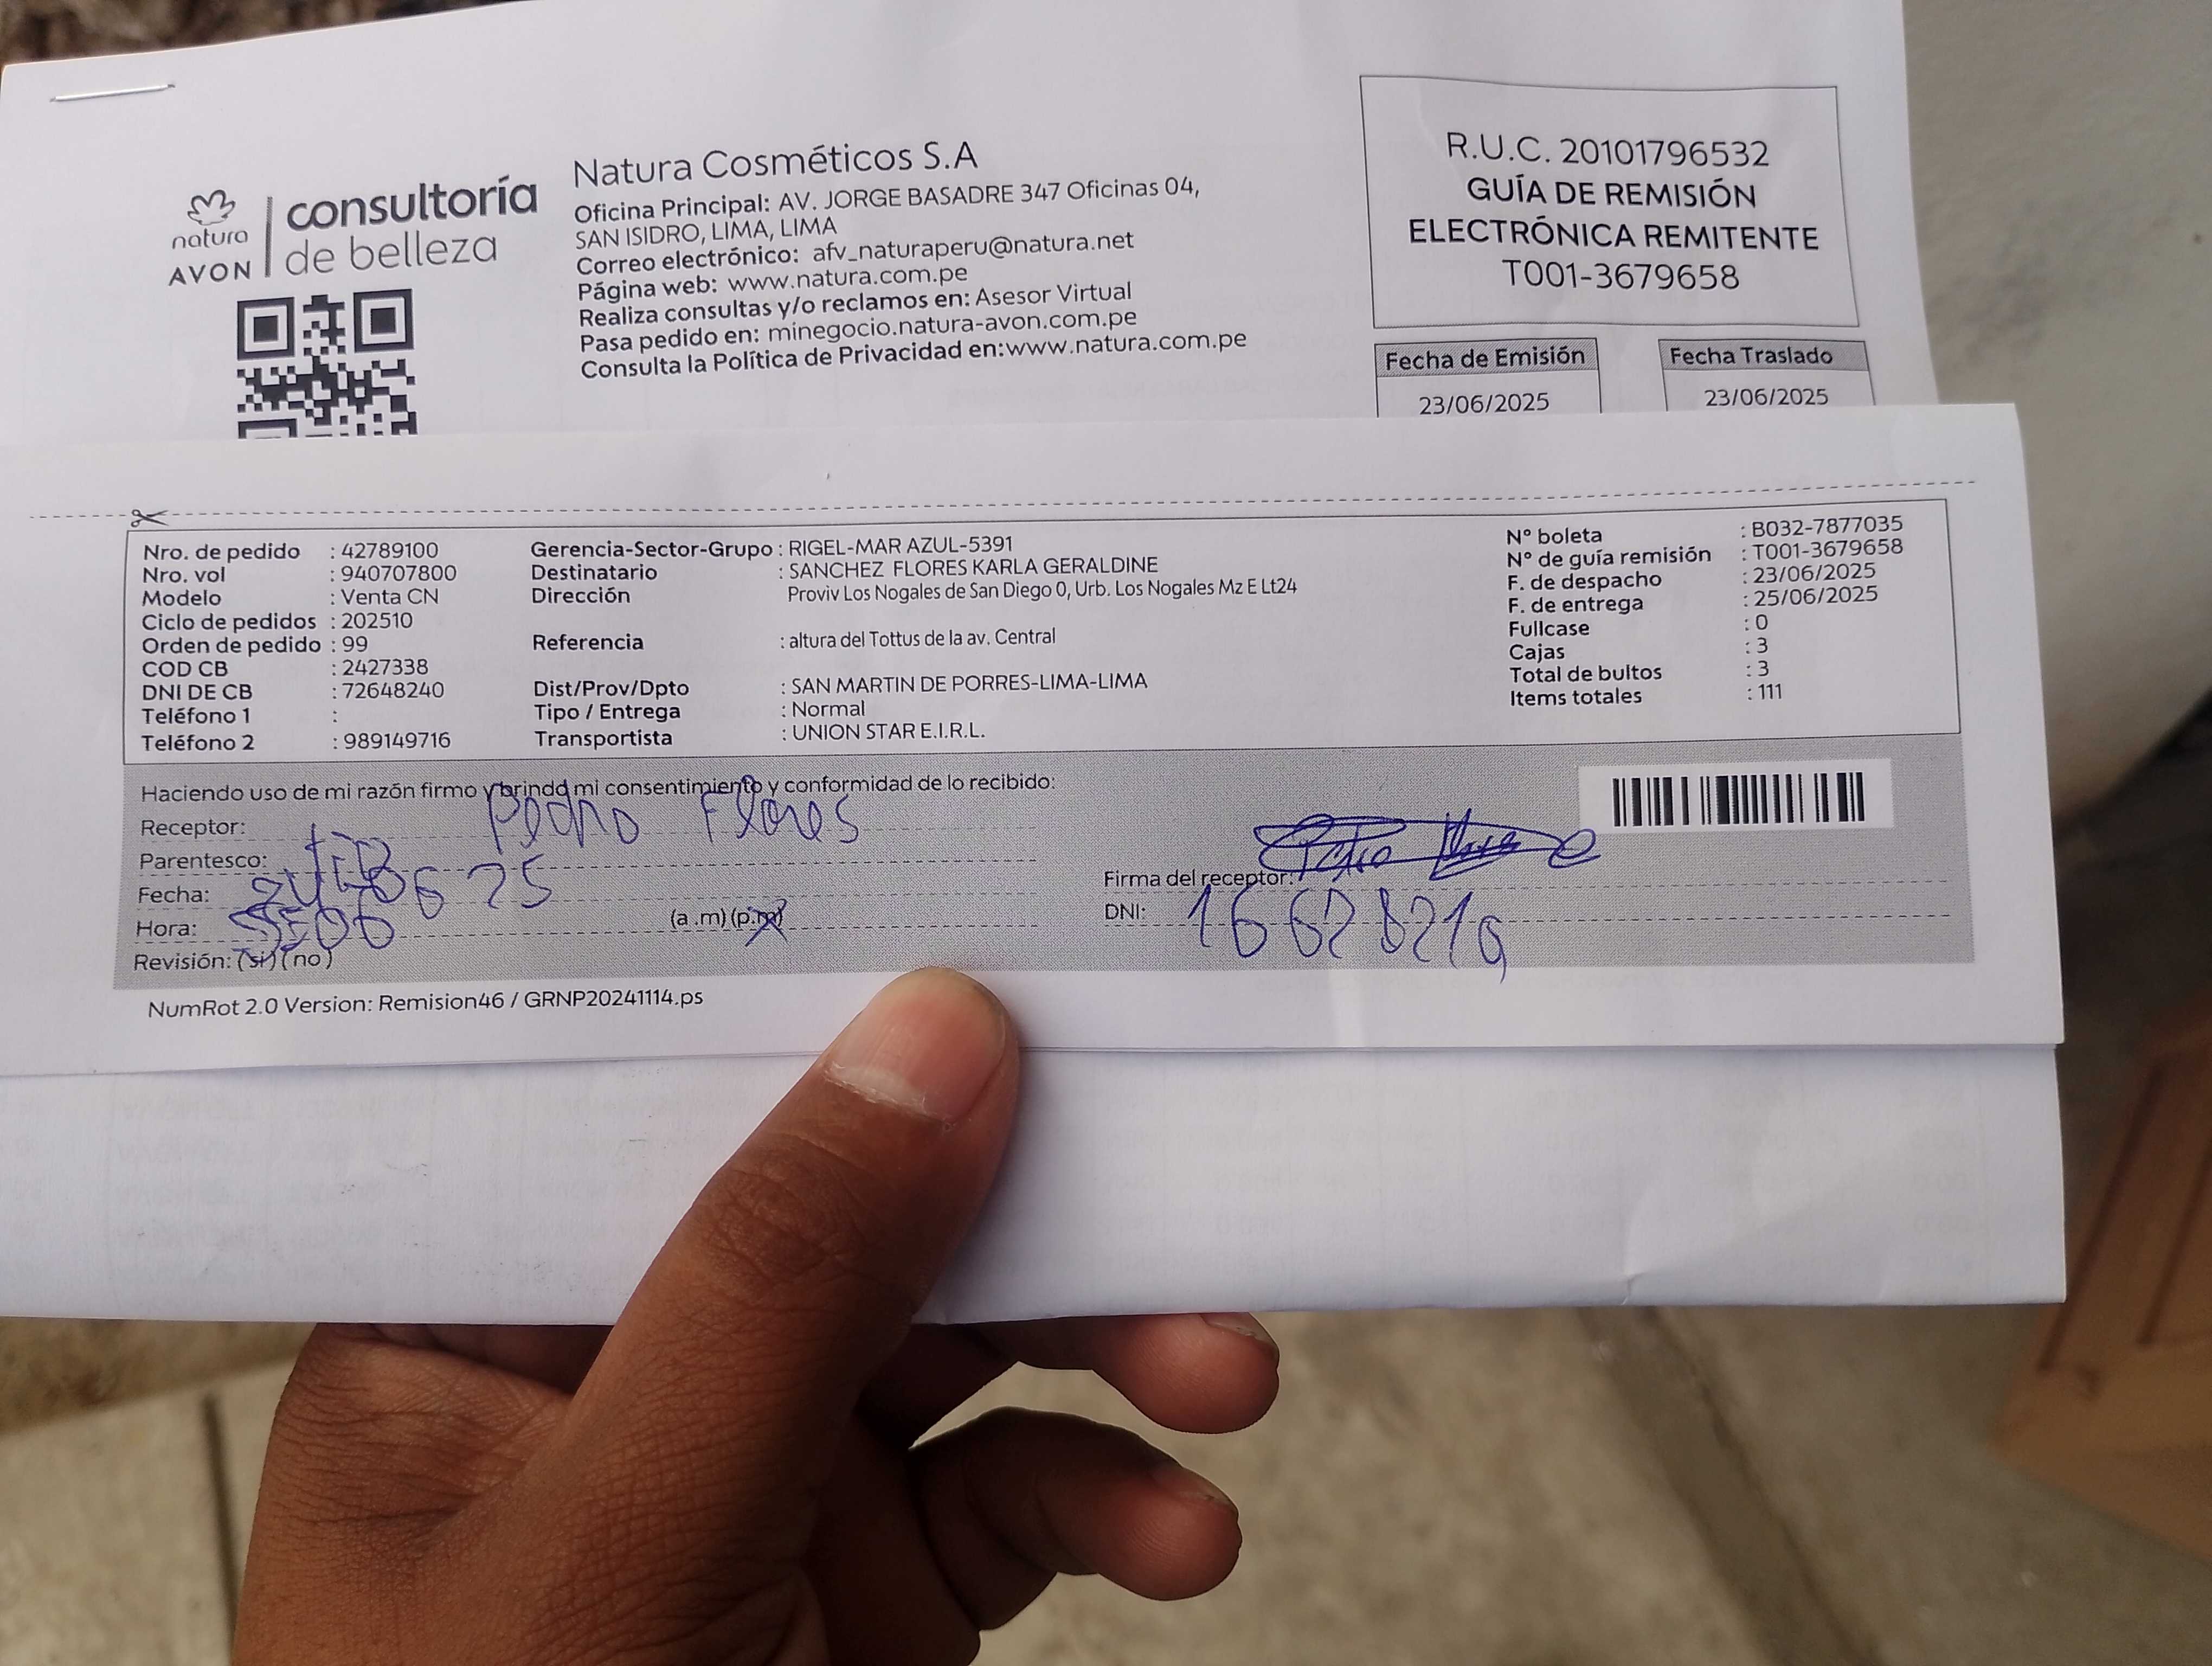 natura
AVON
consultoría
de belleza
Natura Cosméticos S.A
Oficina Principal: AV. JORGE BASADRE 347 Oficinas 04,
SAN ISIDRO, LIMA, LIMA
Correo electrónico: afv_naturaperu@natura.net
Página web: www.natura.com.pe
Realiza consultas y/o reclamos en: Asesor Virtual
Pasa pedido en: minegocio.natura-avon.com.pe
Consulta la Política de Privacidad en:www.natura.com.pe
R.U.C. 20101796532
GUÍA DE REMISIÓN
ELECTRÓNICA REMITENTE
T001-3679658
Fecha de Emisión
23/06/2025
Fecha Traslado
23/06/2025
Nro. de pedido : 42789100
Nro. vol : 940707800
Modelo : Venta CN
Ciclo de pedidos : 202510
Orden de pedido : 99
COD CB : 2427338
DNI DE CB : 72648240
Teléfono 1 :
Teléfono 2 : 989149716
Gerencia-Sector-Grupo : RIGEL-MAR AZUL-5391
Destinatario : SANCHEZ FLORES KARLA GERALDINE
Dirección Proviv Los Nogales de San Diego 0, Urb. Los Nogales Mz E Lt24
Referencia : altura del Tottus de la av. Central
Dist/Prov/Dpto : SAN MARTIN DE PORRES-LIMA-LIMA
Tipo / Entrega : Normal
Transportista : UNION STAR E.I.R.L.
N° boleta : B032-7877035
N° de guía remisión : T001-3679658
F. de despacho : 23/06/2025
F. de entrega : 25/06/2025
Fullcase : 0
Cajas : 3
Total de bultos : 3
Items totales : 111
Haciendo uso de mi razón firmo y brindo mi consentimiento y conformidad de lo recibido:
Receptor: Pedro Flores
Parentesco:
Fecha: 6 25
Hora: (a .m) (p.m)
Revisión: (si) (no)
Firma del receptor:
DNI: 16628219
NumRot 2.0 Version: Remision46 / GRNP20241114.ps